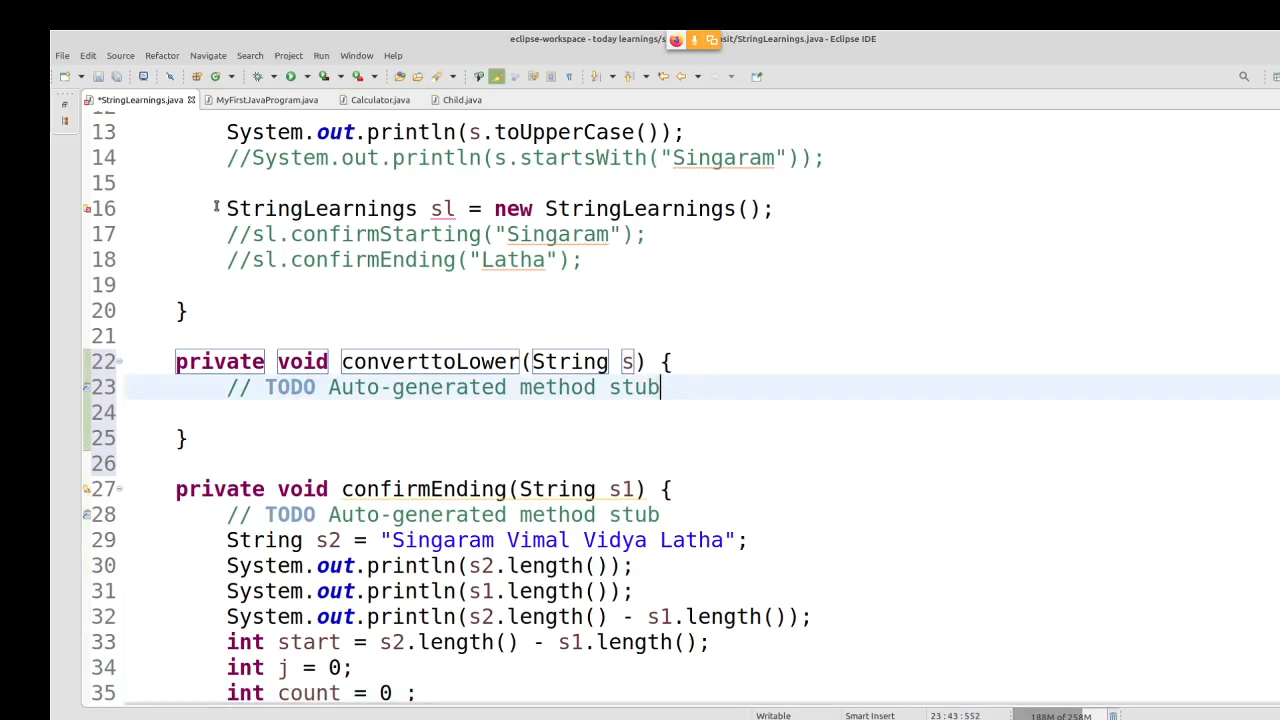 eclipse-workspace - today learnings/s sit/StringLearnings.java - Eclipse IDE
File Edit Source Refactor Navigate Search Project Run Window Help
*StringLearnings.java MyFirstJavaProgram.java Calculator.java Child.java
13 System.out.println(s.toUpperCase());
14 //System.out.println(s.startsWith("Singaram"));
15
16 StringLearnings sl = new StringLearnings();
17 //sl.confirmStarting("Singaram");
18 //sl.confirmEnding("Latha");
19
20 }
21
22 private void converttoLower(String s) {
23 // TODO Auto-generated method stub
24
25 }
26
27 private void confirmEnding(String s1) {
28 // TODO Auto-generated method stub
29 String s2 = "Singaram Vimal Vidya Latha";
30 System.out.println(s2.length());
31 System.out.println(s1.length());
32 System.out.println(s2.length() - s1.length());
33 int start = s2.length() - s1.length();
34 int j = 0;
35 int count = 0 ;
Writable Smart Insert 23:43:552 188M of 258M